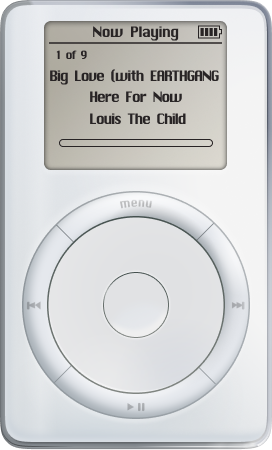 Now Playing
1 of 9
Big Love (with EARTHGANG
Here For Now
Louis The Child
menu